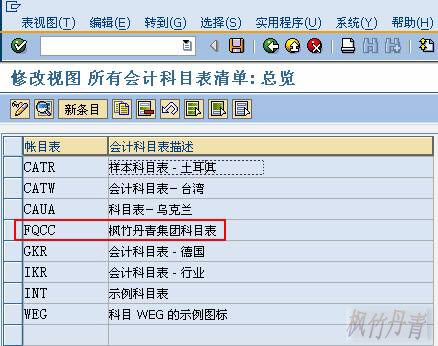 表视图(T) 编辑(E) 转到(G) 选择(S) 实用程序(U) 系统(Y) 帮助(H)
修改视图 所有会计科目表清单: 总览
新条目
帐目表 会计科目表描述
CATR 样本科目表 - 土耳其
CATW 会计科目表— 台湾
CAUA 科目表— 乌克兰
FQCC 枫竹丹青集团科目表
GKR 会计科目表 - 德国
IKR 会计科目表 - 行业
INT 示例科目表
WEG 科目 WEG 的示例图标
枫竹丹青